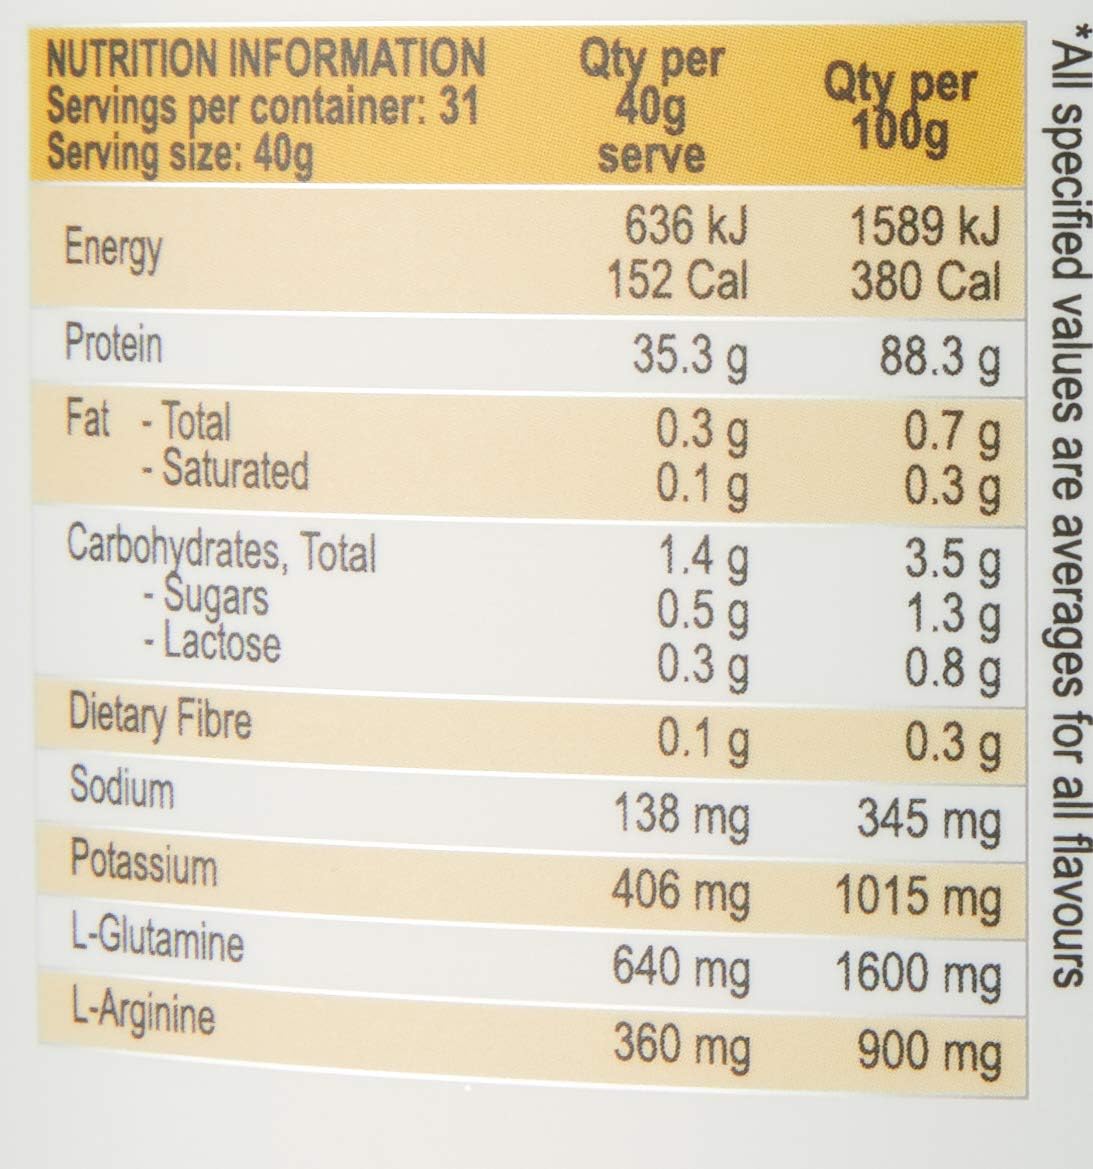 NUTRITION INFORMATION
Servings per container: 31
Serving size: 40g
Qty per
40g
serve
Qty per
100g
Energy 636 kJ 1589 kJ
152 Cal 380 Cal
Protein 35.3 g 88.3 g
Fat - Total 0.3 g 0.7 g
- Saturated 0.1 g 0.3 g
Carbohydrates, Total 1.4 g 3.5 g
- Sugars 0.5 g 1.3 g
- Lactose 0.3 g 0.8 g
Dietary Fibre 0.1 g 0.3 g
Sodium 138 mg 345 mg
Potassium 406 mg 1015 mg
L-Glutamine 640 mg 1600 mg
L-Arginine 360 mg 900 mg
*All specified values are averages for all flavours